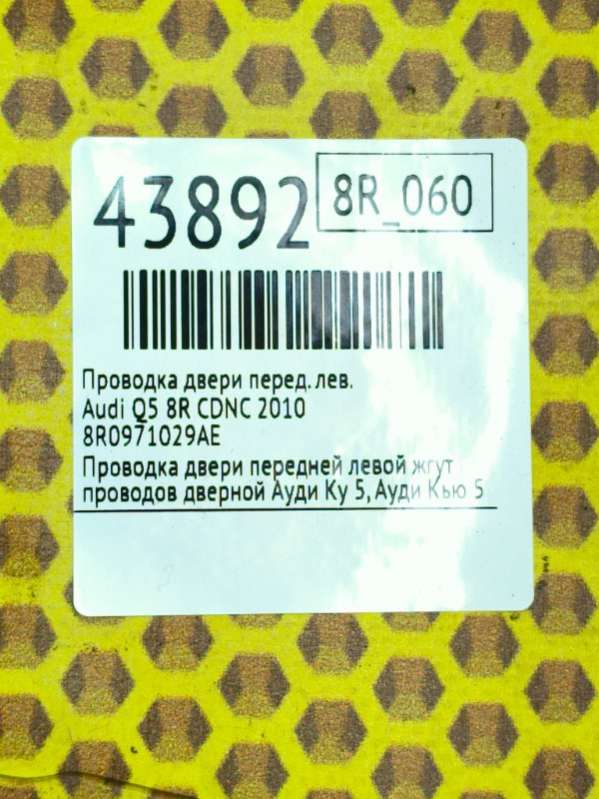 43892
8R_060
Проводка двери перед. лев.
Audi Q5 8R CDNC 2010
8R0971029AE
Проводка двери передней левой жгут
проводов дверной Ауди Ку 5, Ауди Кью 5